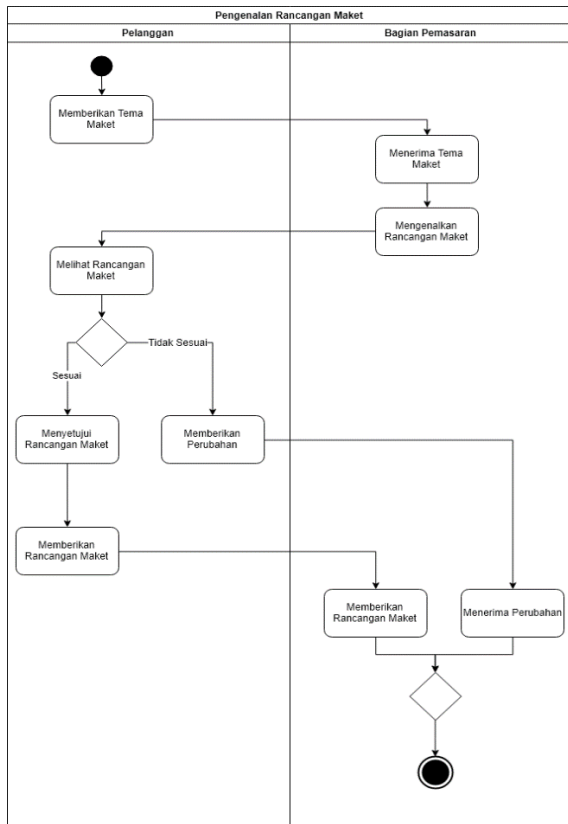 Pengenalan Rancangan Maket
Pelanggan
Bagian Pemasaran
Memberikan Tema
Maket
Menerima Tema
Maket
Mengenalkan
Rancangan Maket
Melihat Rancangan
Maket
Tidak Sesuai
Sesuai
Menyetujui
Rancangan Maket
Memberikan
Perubahan
Memberikan
Rancangan Maket
Memberikan
Rancangan Maket
Menerima Perubahan